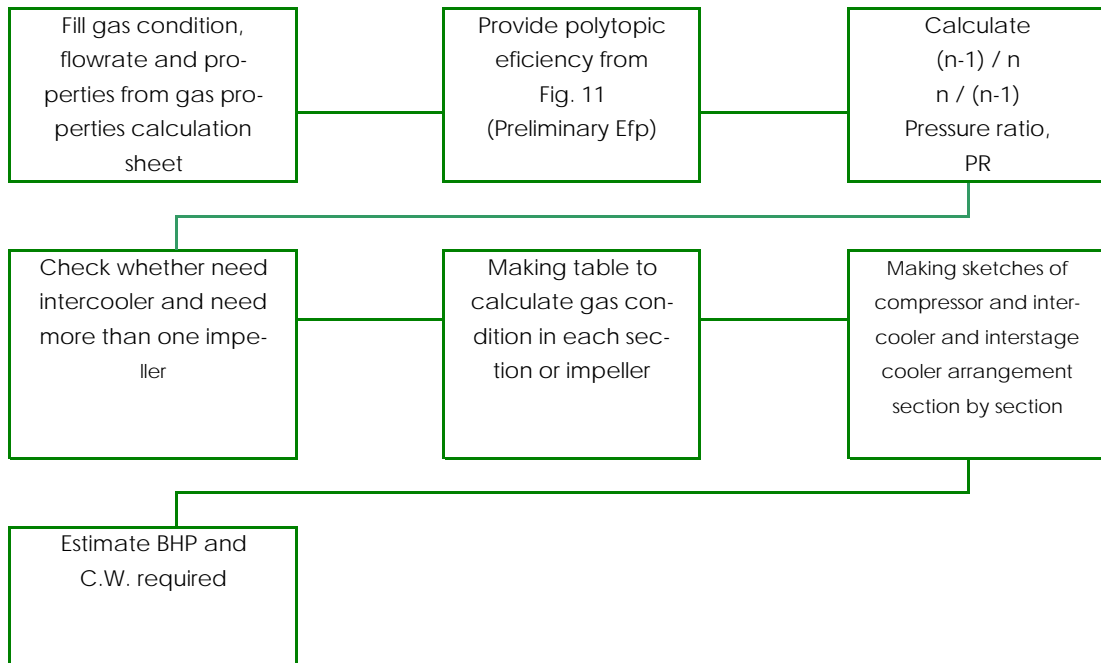 Fill gas condition,
flowrate and pro-
perties from gas pro-
perties calculation
sheet
Provide polytopic
eficiency from
Fig. 11
(Preliminary Efp)
Calculate
(n-1) / n
n / (n-1)
Pressure ratio,
PR
Check whether need
intercooler and need
more than one impe-
ller
Making table to
calculate gas con-
dition in each sec-
tion or impeller
Making sketches of
compressor and inter-
cooler and interstage
cooler arrangement
section by section
Estimate BHP and
C.W. required